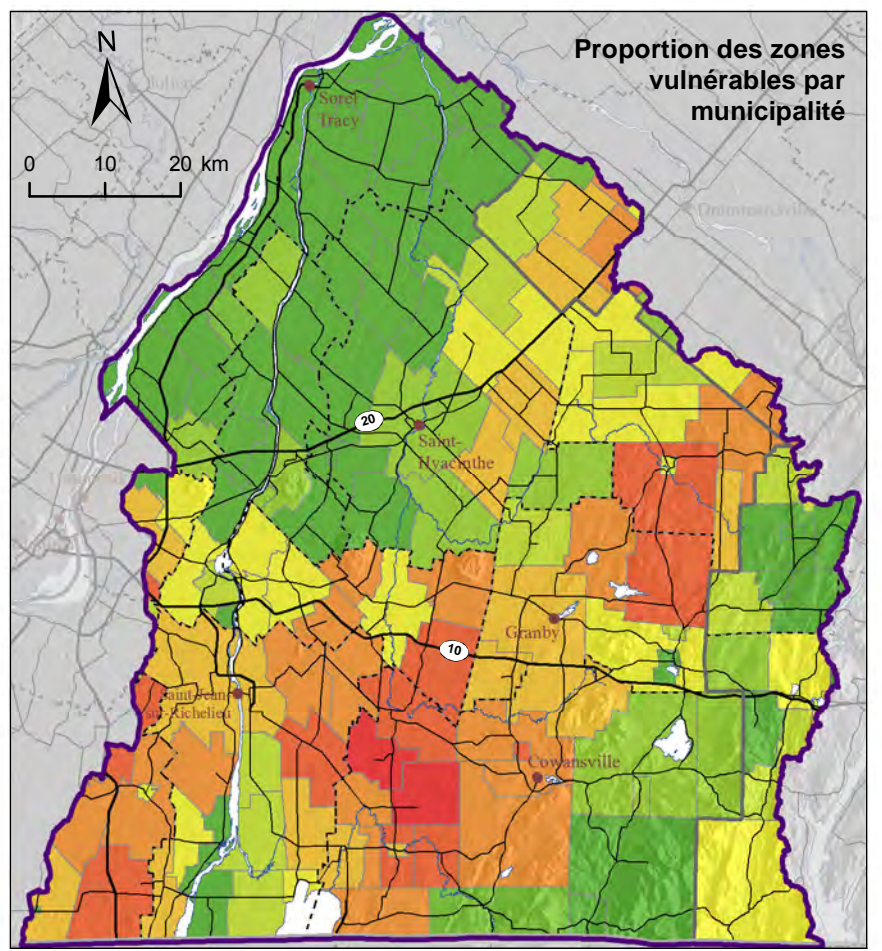 Proportion des zones
vulnérables par
municipalité
N
0 10 20 km
Sorel
Tracy
Drummondville
20
Saint-
Hyacinthe
Granby
10
Saint-Jean
sur-Richelieu
Cowansville